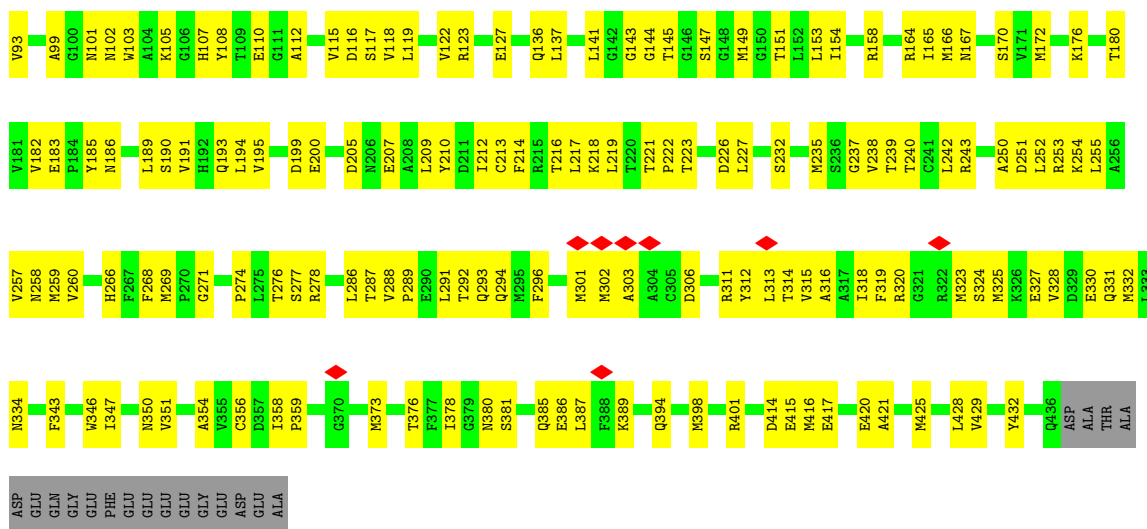 V93 A99 G100 N101 N102 W103 A104 K105 G106 H107 Y108 T109 E110 G111 A112 V115 D116 S117 V118 L119 V122 R123 E127 Q136 L137 L141 G142 G143 G144 T145 G146 S147 G148 M149 G150 T151 L152 L153 I154 R158 R164 I165 M166 N167 S170 V171 M172 K176 T180
V181 V182 E183 P184 Y185 N186 L189 S190 V191 H192 Q193 L194 V195 D199 E200 D205 N206 E207 A208 L209 Y210 D211 I212 C213 F214 R215 T216 L217 K218 L219 T220 T221 P222 T223 D226 L227 S232 M235 S236 G237 V238 T239 T240 C241 L242 R243 A250 D251 L252 R253 K254 L255 A256
V257 N258 M259 V260 H266 F267 F268 M269 P270 G271 P274 L275 T276 S277 R278 L286 T287 V288 P289 E290 L291 T292 Q293 Q294 M295 F296 M301 M302 A303 A304 C305 D306 R311 Y312 L313 T314 V315 A316 A317 I318 F319 R320 G321 R322 M323 S324 M325 K326 E327 V328 D329 E330 Q331 M332 L333
N334 F343 W346 I347 N350 V351 A354 V355 C356 D357 I358 P359 G370 M373 T376 F377 I378 G379 N380 S381 Q385 E386 L387 F388 K389 Q394 M398 R401 D414 E415 M416 E417 E420 A421 M425 L428 V429 Y432 Q436 ASP ALA THR ALA
ASP GLU GLN GLY GLU PHE GLU GLU GLU GLU GLY GLU ASP GLU ALA